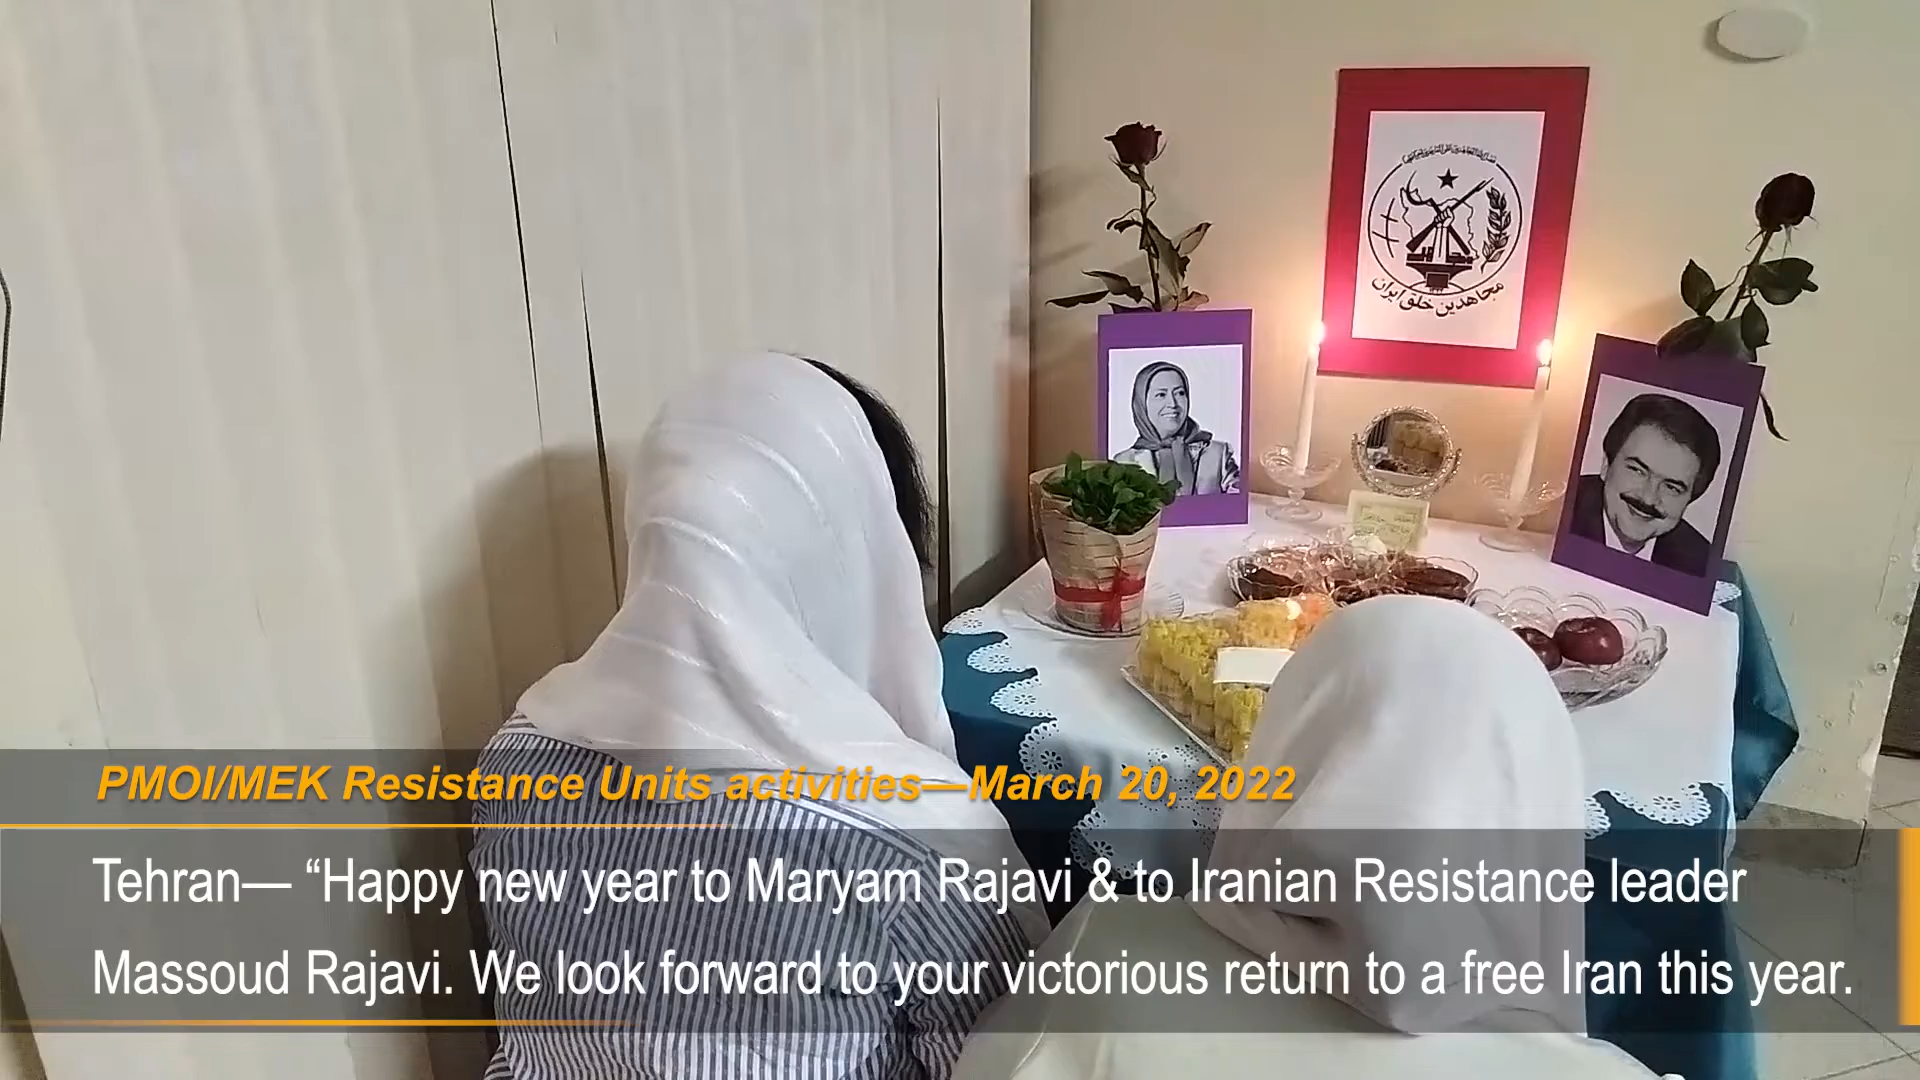 مجاهدین خلق ایران
PMOI/MEK Resistance Units activities—March 20, 2022
Tehran— “Happy new year to Maryam Rajavi & to Iranian Resistance leader
Massoud Rajavi. We look forward to your victorious return to a free Iran this year.